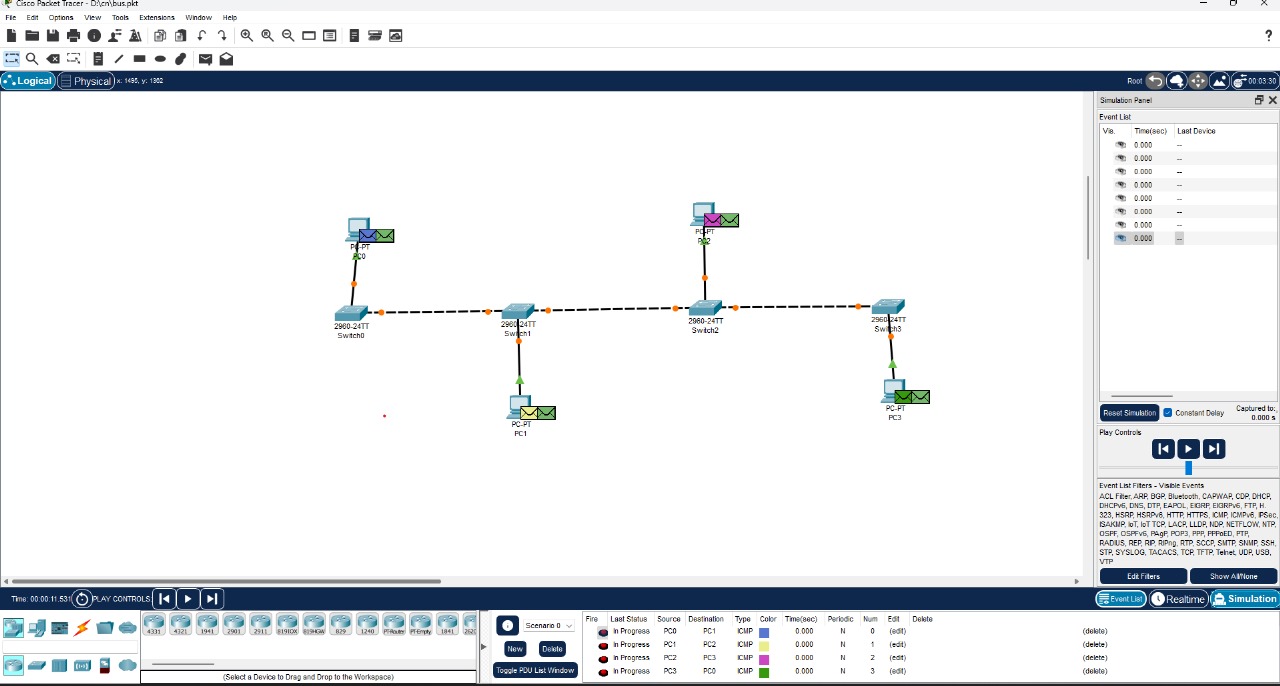 Cisco Packet Tracer - D:\cn\bus.pkt
File Edit Options View Tools Extensions Window Help
?
Logical Physical x: 1495, y: 1362 Root 00:03:30
Simulation Panel
Event List
Vis. Time(sec) Last Device
0.000 --
0.000 --
0.000 --
0.000 --
0.000 --
0.000 --
0.000 --
0.000 --
PC-PT
PC0
PC-PT
PC2
2960-24TT
Switch0
2960-24TT
Switch1
2960-24TT
Switch2
2960-24TT
Switch3
PC-PT
PC1
PC-PT
PC3
Reset Simulation Constant Delay Captured to:
0.000 s
Play Controls
Event List Filters - Visible Events
ACL Filter, ARP, BGP, Bluetooth, CAPWAP, CDP, DHCP,
DHCPv6, DNS, DTP, EAPOL, EIGRP, EIGRPv6, FTP, H.
323, HSRP, HSRPv6, HTTP, HTTPS, ICMP, ICMPv6, IPSec,
ISAKMP, IoT, IoT TCP, LACP, LLDP, NDP, NETFLOW, NTP,
OSPF, OSPFv6, PAgP, POP3, PPP, PPPoED, PTP,
RADIUS, REP, RIP, RIPng, RTP, SCCP, SMTP, SNMP, SSH,
STP, SYSLOG, TACACS, TCP, TFTP, Telnet, UDP, USB,
VTP
Edit Filters Show All/None
Time: 00:00:11.531 PLAY CONTROLS: Event List Realtime Simulation
4331 4321 1941 2901 2911 819IOX 819HGW 829 1240 PT-Router PT-Empty 1841 2620
(Select a Device to Drag and Drop to the Workspace)
Scenario 0
New Delete
Toggle PDU List Window
Fire Last Status Source Destination Type Color Time(sec) Periodic Num Edit Delete
In Progress PC0 PC1 ICMP 0.000 N 0 (edit) (delete)
In Progress PC1 PC2 ICMP 0.000 N 1 (edit) (delete)
In Progress PC2 PC3 ICMP 0.000 N 2 (edit) (delete)
In Progress PC3 PC0 ICMP 0.000 N 3 (edit) (delete)